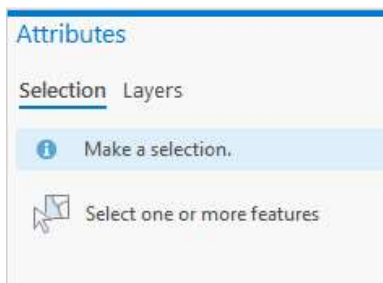 Attributes
Selection Layers
Make a selection.
Select one or more features